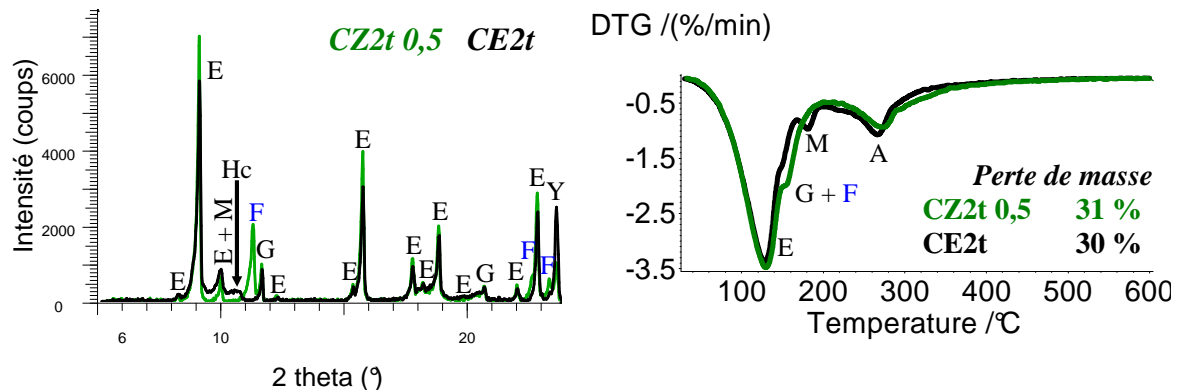 CZ2t 0,5 CE2t
Intensité (coups)
6000
4000
2000
0
E
E
E + M
Hc
F
G
E
E
E
E
E
E
E
G
E
F
E
F
Y
6
10
20
2 theta (°)
DTG /(%/min)
-0.5
-1.5
-2.5
-3.5
E
G + F
M
A
Perte de masse
CZ2t 0,5 31 %
CE2t 30 %
100 200 300 400 500 600
Temperature /°C